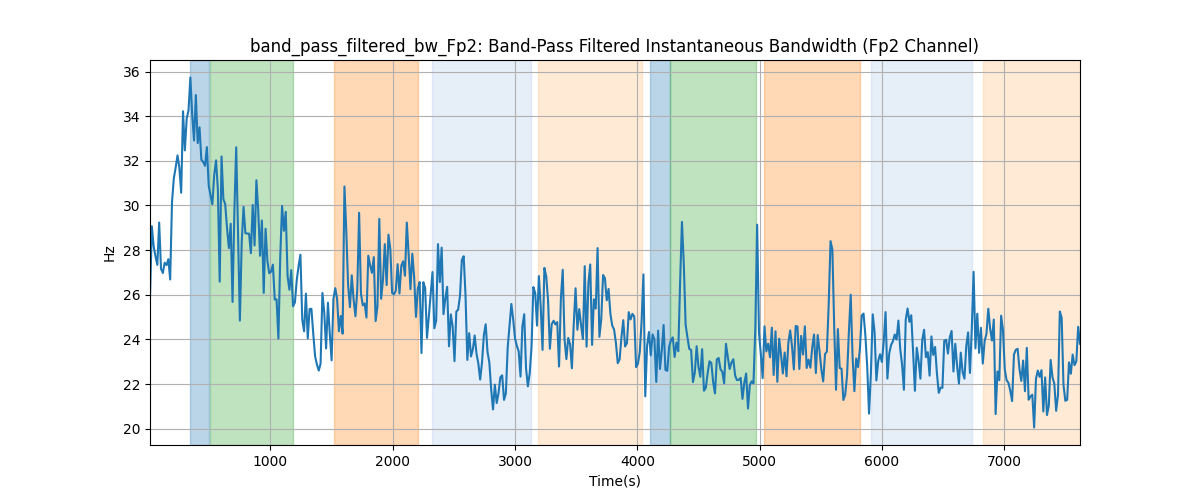 band_pass_filtered_bw_Fp2: Band-Pass Filtered Instantaneous Bandwidth (Fp2 Channel)
36
34
32
30
28
26
24
22
20
Hz
1000 2000 3000 4000 5000 6000 7000
Time(s)